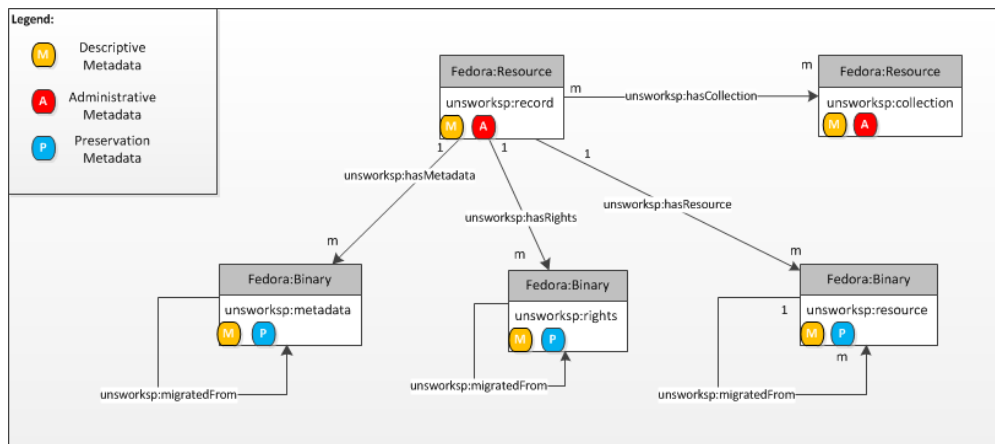 Legend:
M
Descriptive
Metadata
A
Administrative
Metadata
P
Preservation
Metadata
Fedora:Resource
unsworksp:record
M A
m
unsworksp:hasCollection
m
Fedora:Resource
unsworksp:collection
M A
1
unsworksp:hasMetadata
m
1
unsworksp:hasRights
m
1
unsworksp:hasResource
m
Fedora:Binary
unsworksp:metadata
M P
unsworksp:migratedFrom
Fedora:Binary
unsworksp:rights
M P
unsworksp:migratedFrom
Fedora:Binary
unsworksp:resource
M P
1
m
unsworksp:migratedFrom